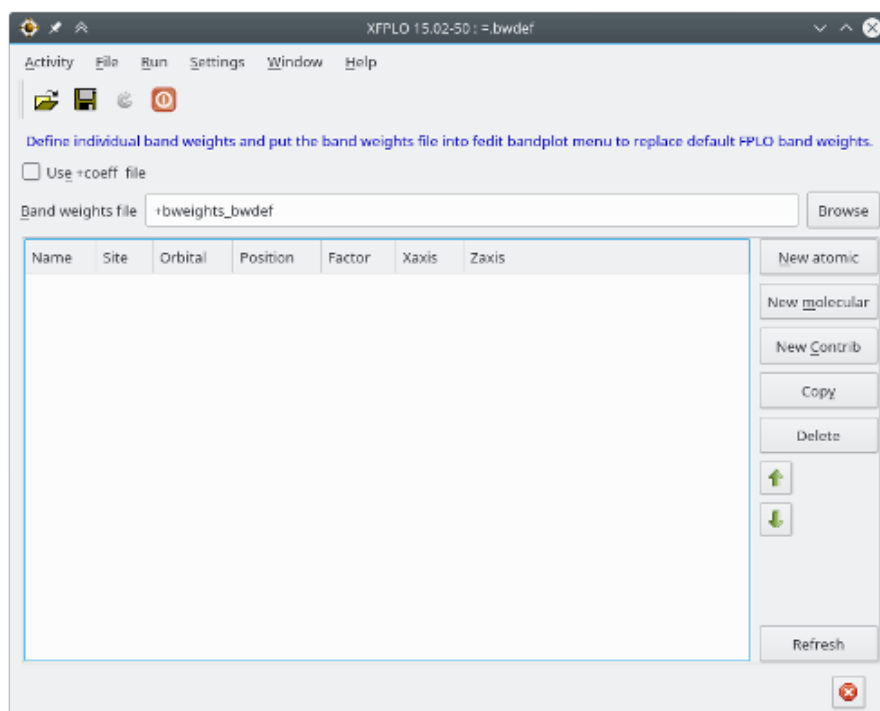 XFPLO 15.02-50 : =.bwdef
Activity File Run Settings Window Help
Define individual band weights and put the band weights file into fedit bandplot menu to replace default FPLO band weights.
Use +coeff file
Band weights file +bweights_bwdef Browse
Name Site Orbital Position Factor Xaxis Zaxis
New atomic
New molecular
New Contrib
Copy
Delete
Refresh